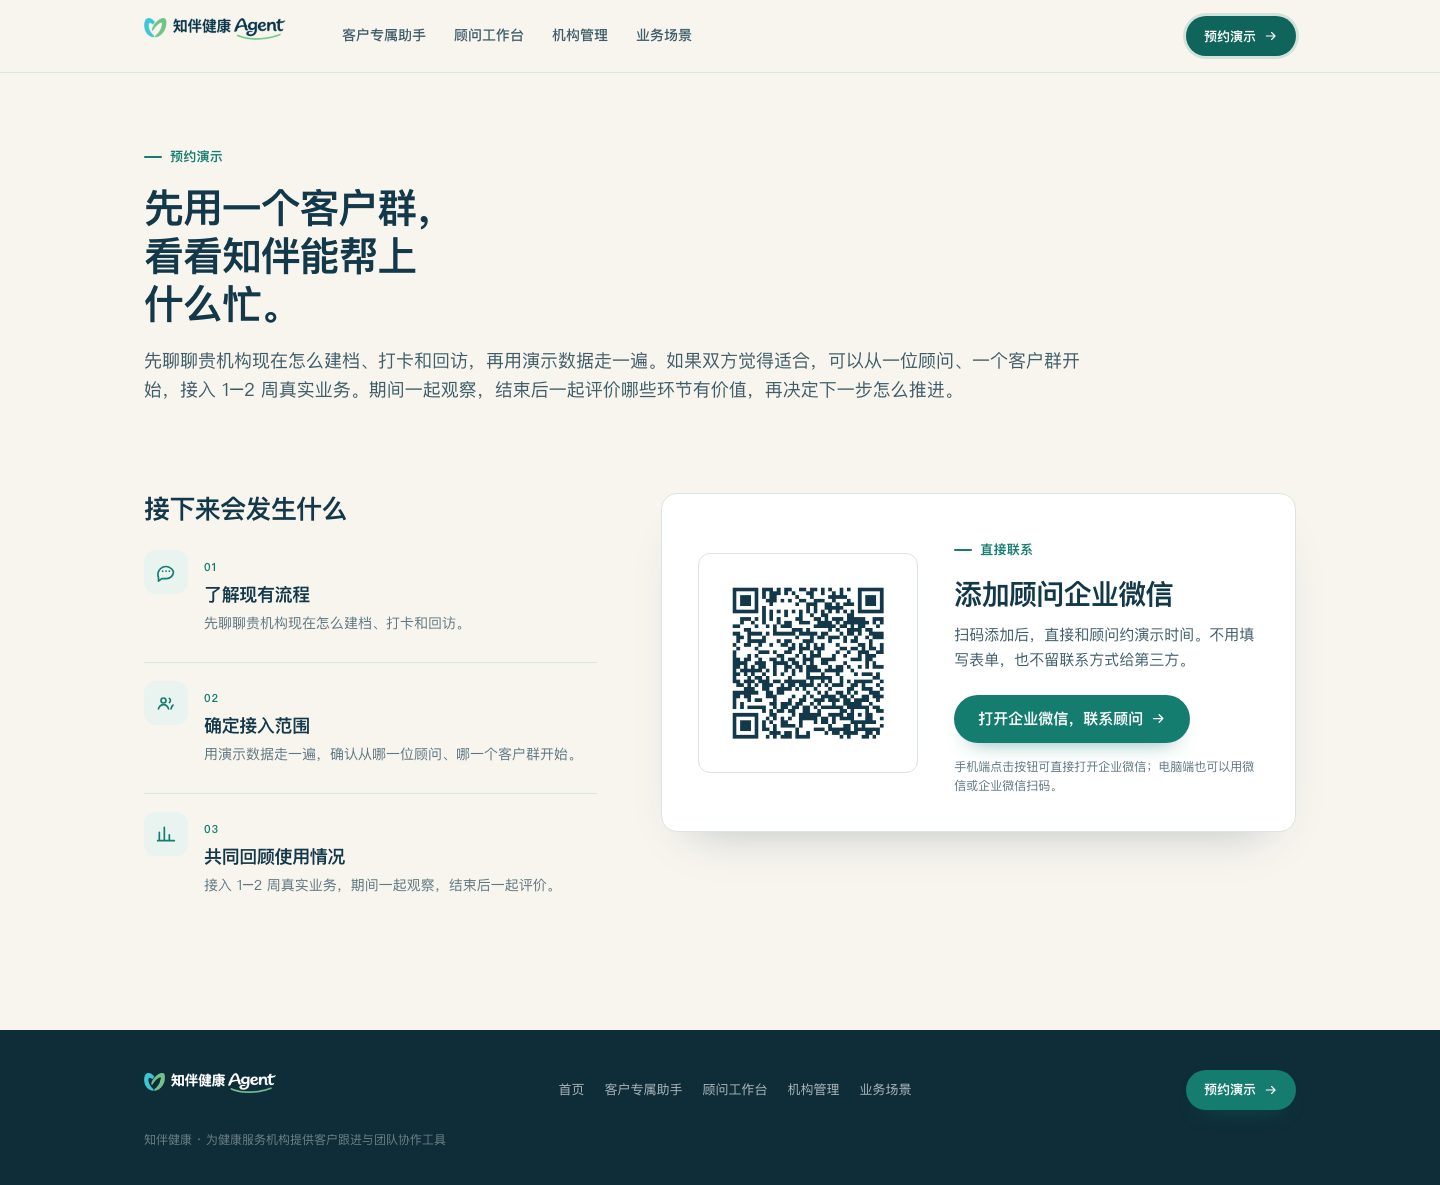 知伴健康 Agent
客户专属助手
顾问工作台
机构管理
业务场景
预约演示 →
预约演示
先用一个客户群，
看看知伴能帮上
什么忙。
先聊聊贵机构现在怎么建档、打卡和回访，再用演示数据走一遍。如果双方觉得适合，可以从一位顾问、一个客户群开
始，接入 1—2 周真实业务。期间一起观察，结束后一起评价哪些环节有价值，再决定下一步怎么推进。
接下来会发生什么
01
了解现有流程
先聊聊贵机构现在怎么建档、打卡和回访。
02
确定接入范围
用演示数据走一遍，确认从哪一位顾问、哪一个客户群开始。
03
共同回顾使用情况
接入 1—2 周真实业务，期间一起观察，结束后一起评价。
直接联系
添加顾问企业微信
扫码添加后，直接和顾问约演示时间。不用填
写表单，也不留联系方式给第三方。
打开企业微信，联系顾问 →
手机端点击按钮可直接打开企业微信；电脑端也可以用微
信或企业微信扫码。
知伴健康 Agent
首页
客户专属助手
顾问工作台
机构管理
业务场景
预约演示 →
知伴健康 · 为健康服务机构提供客户跟进与团队协作工具